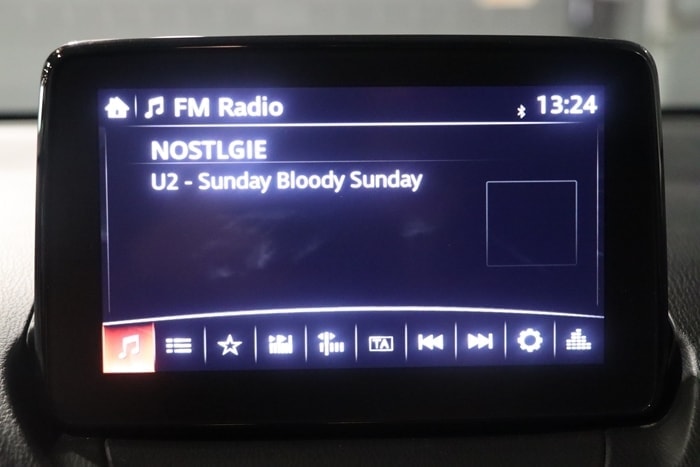 FM Radio 13:24
NOSTLGIE
U2 - Sunday Bloody Sunday
TA